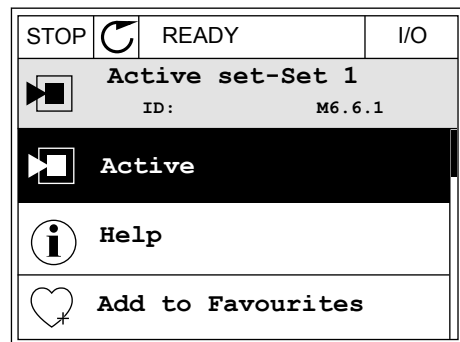 STOP READY I/O
Active set-Set 1
ID: M6.6.1
Active
Help
Add to Favourites